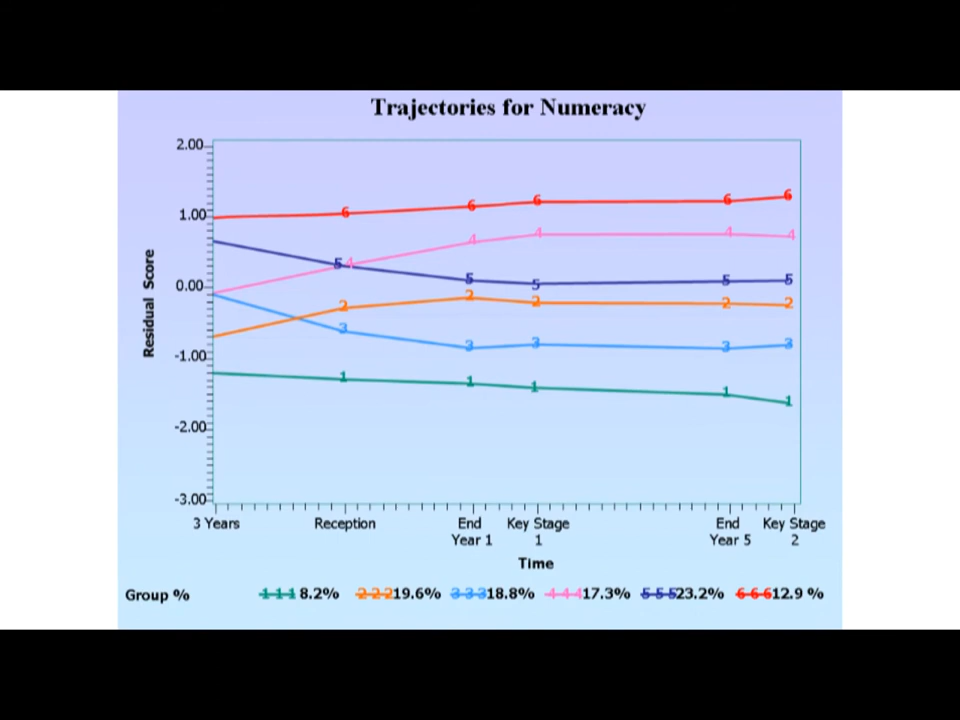 Trajectories for Numeracy
2.00
1.00
0.00
-1.00
-2.00
-3.00
Residual Score
6 6 6 6 6
4 4 4 4 4
5 5 5 5 5
2 2 2 2 2
3 3 3 3 3
1 1 1 1 1
3 Years Reception End Year 1 Key Stage 1 End Year 5 Key Stage 2
Time
Group % 1 1 1 8.2% 2 2 2 19.6% 3 3 3 18.8% 4 4 4 17.3% 5 5 5 23.2% 6 6 6 12.9 %